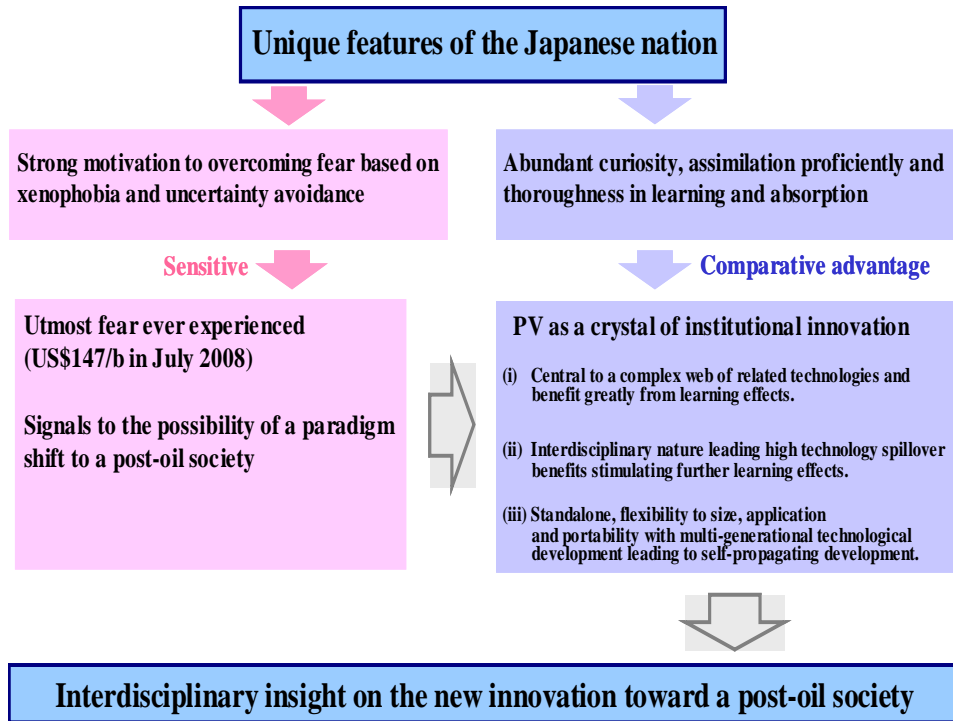 Unique features of the Japanese nation
Strong motivation to overcoming fear based on
xenophobia and uncertainty avoidance
Abundant curiosity, assimilation proficiently and
thoroughness in learning and absorption
Sensitive
Comparative advantage
Utmost fear ever experienced
(US$147/b in July 2008)
Signals to the possibility of a paradigm
shift to a post-oil society
PV as a crystal of institutional innovation
(i) Central to a complex web of related technologies and
benefit greatly from learning effects.
(ii) Interdisciplinary nature leading high technology spillover
benefits stimulating further learning effects.
(iii) Standalone, flexibility to size, application
and portability with multi-generational technological
development leading to self-propagating development.
Interdisciplinary insight on the new innovation toward a post-oil society